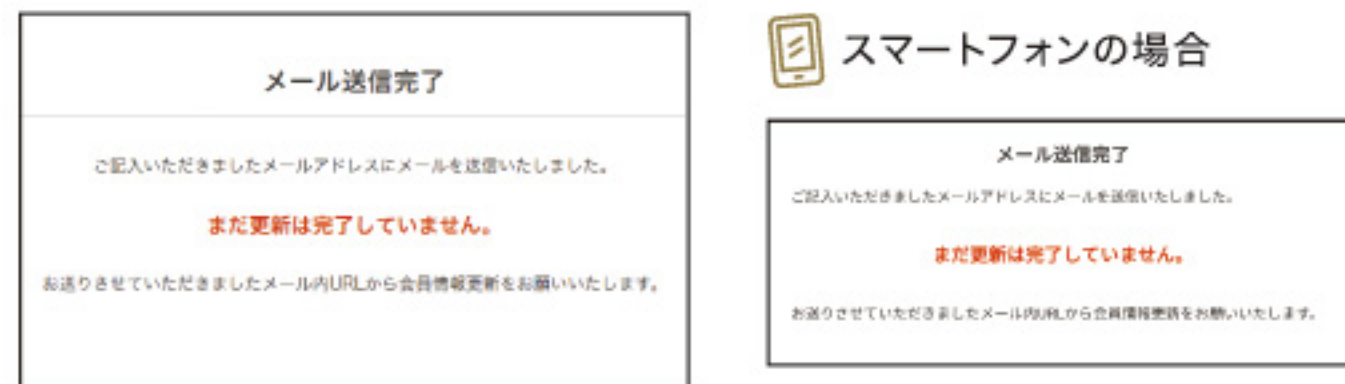 メール送信完了
ご記入いただきましたメールアドレスにメールを送信いたしました。
まだ更新は完了していません。
お送りさせていただきましたメール内URLから会員情報更新をお願いいたします。
スマートフォンの場合
メール送信完了
ご記入いただきましたメールアドレスにメールを送信いたしました。
まだ更新は完了していません。
お送りさせていただきましたメール内URLから会員情報更新をお願いいたします。